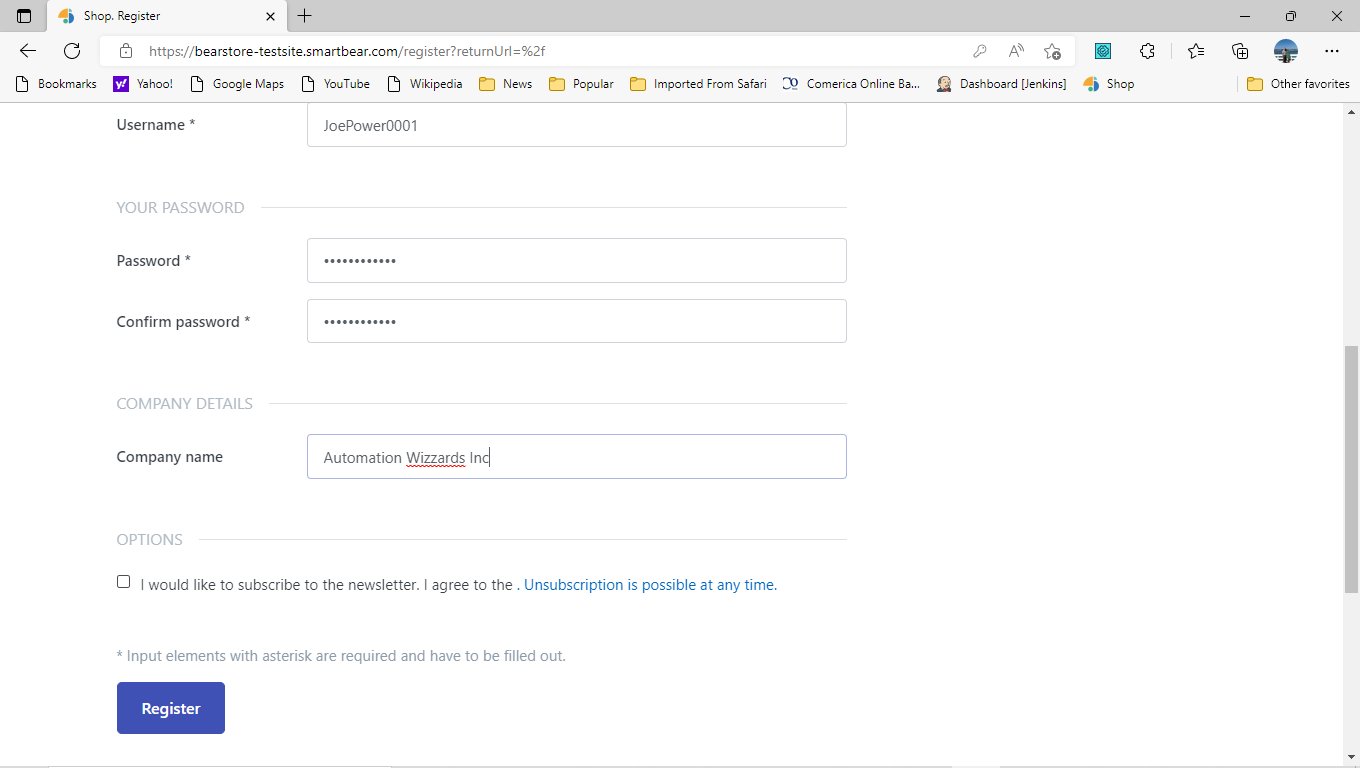 Shop. Register
https://bearstore-testsite.smartbear.com/register?returnUrl=%2f
Bookmarks Yahoo! Google Maps YouTube Wikipedia News Popular Imported From Safari Comerica Online Ba... Dashboard [Jenkins] Shop Other favorites
Username * JoePower0001
YOUR PASSWORD
Password * ••••••••••••
Confirm password * ••••••••••••
COMPANY DETAILS
Company name Automation Wizzards Inc
OPTIONS
I would like to subscribe to the newsletter. I agree to the . Unsubscription is possible at any time.
* Input elements with asterisk are required and have to be filled out.
Register